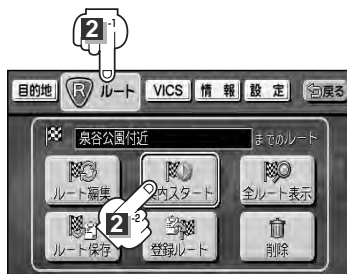 2-1
目的地 R ルート VICS 情 報 設 定 戻る
泉谷公園付近 までのルート
ルート編集 内スタート 全ルート表示
2-2
ルート保存 登録ルート 削除